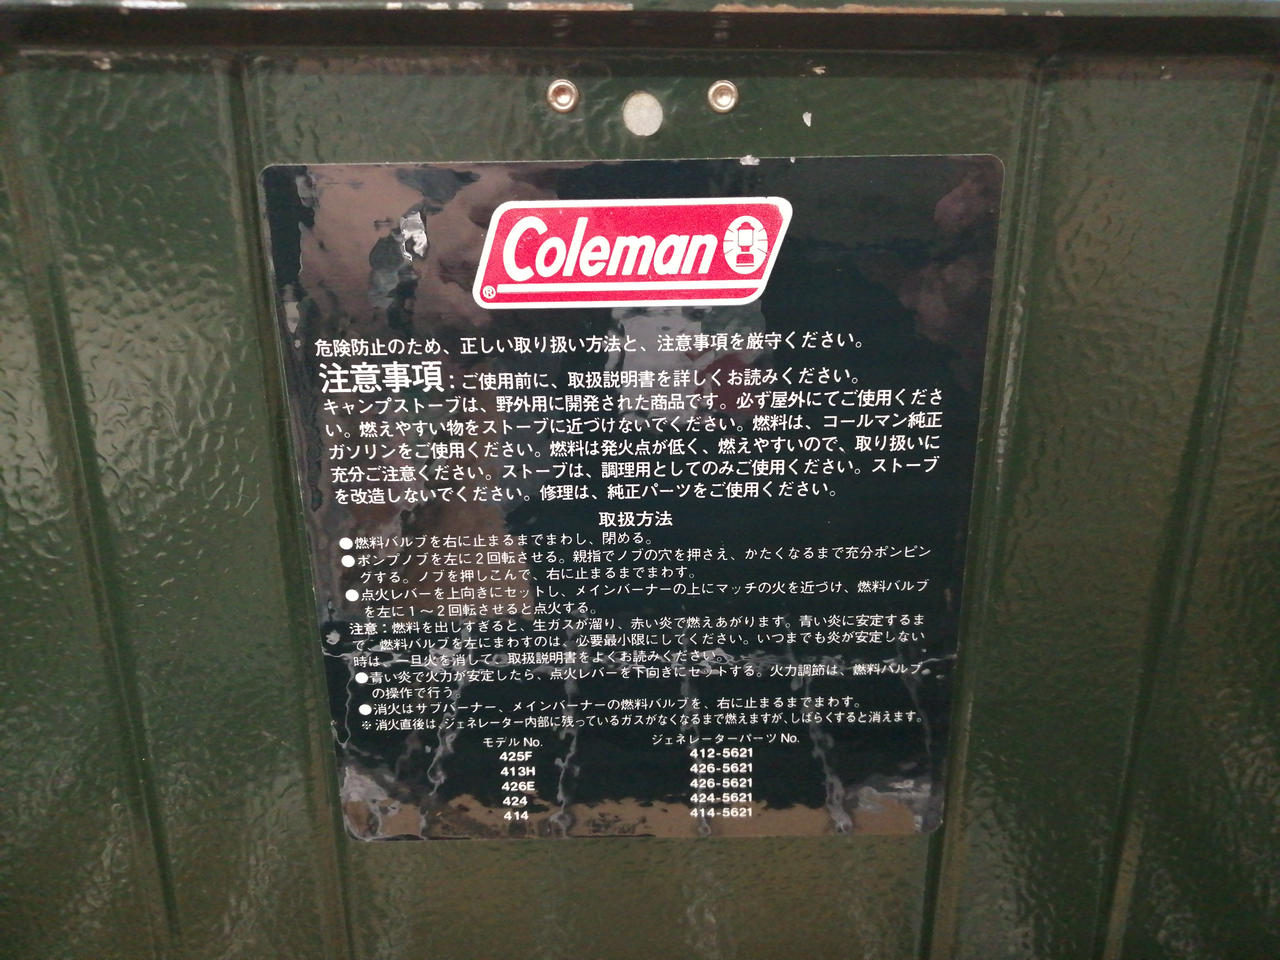 Coleman
®
危険防止のため、正しい取り扱い方法と、注意事項を厳守ください。
注意事項:ご使用前に、取扱説明書を詳しくお読みください。
キャンプストーブは、野外用に開発された商品です。必ず屋外にてご使用くださ
い。燃えやすい物をストーブに近づけないでください。燃料は、コールマン純正
ガソリンをご使用ください。燃料は発火点が低く、燃えやすいので、取り扱いに
充分ご注意ください。ストーブは、調理用としてのみご使用ください。ストーブ
を改造しないでください。修理は、純正パーツをご使用ください。
取扱方法
●燃料バルブを右に止まるまでまわし、閉める。
●ポンプノブを左に2回転させる。親指でノブの穴を押さえ、かたくなるまで充分ポンピン
グする。ノブを押しこんで、右に止まるまでまわす。
●点火レバーを上向きにセットし、メインバーナーの上にマッチの火を近づけ、燃料バルブ
を左に1～2回転させると点火する。
注意:燃料を出しすぎると、生ガスが溜り、赤い炎で燃えあがります。青い炎に安定するま
で、燃料バルブを左にまわすのは、必要最小限にしてください。いつまでも炎が安定しない
時は、一旦火を消して、取扱説明書をよくお読みください。
●青い炎で火力が安定したら、点火レバーを下向きにセットする。火力調節は、燃料バルブ
の操作で行う。
●消火はサブバーナー、メインバーナーの燃料バルブを、右に止まるまでまわす。
※消火直後は、ジェネレーター内部に残っているガスがなくなるまで燃えますが、しばらくすると消えます。
モデルNo. ジェネレーターパーツNo.
425F 412-5621
413H 426-5621
426E 426-5621
424 424-5621
414 414-5621